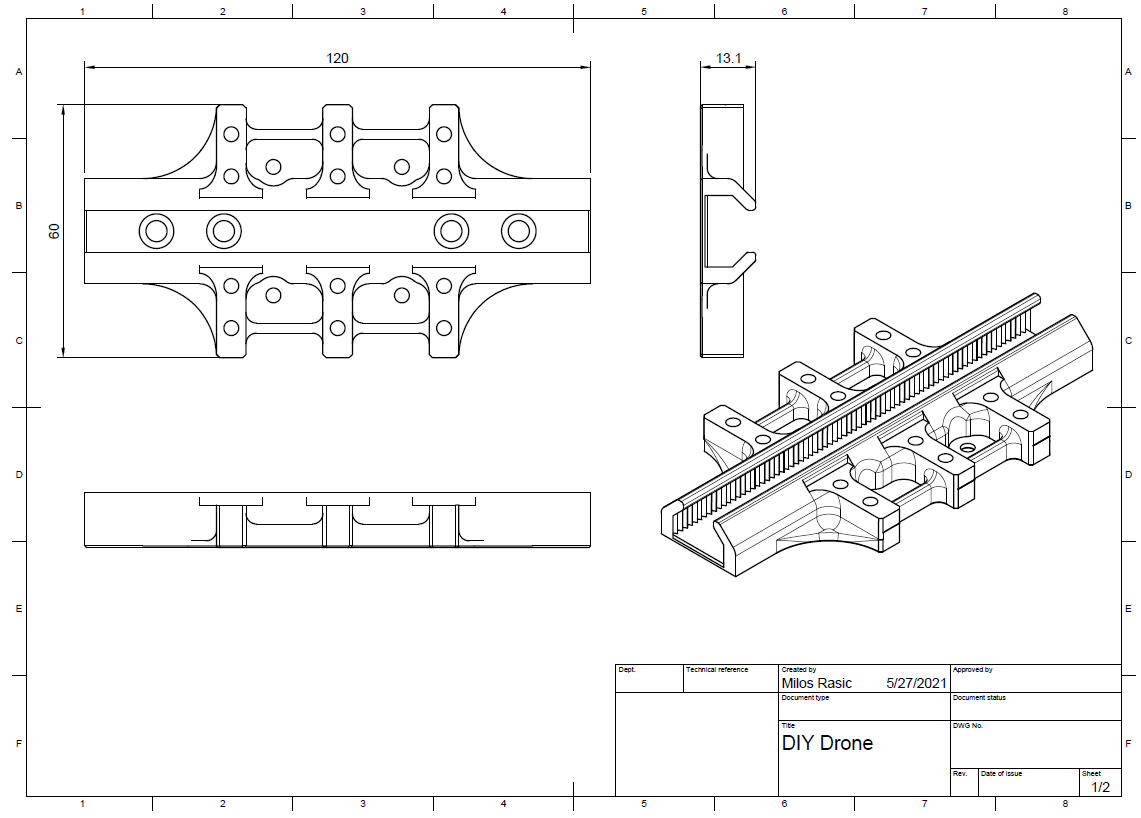 1 2 3 4 5 6 7 8
120
13.1
A A
B B
60
C C
D D
E E
Dept. Technical reference Created by Approved by
Milos Rasic 5/27/2021
Document type Document status
Title DWG No.
DIY Drone
F F
Rev. Date of issue Sheet
1/2
1 2 3 4 5 6 7 8